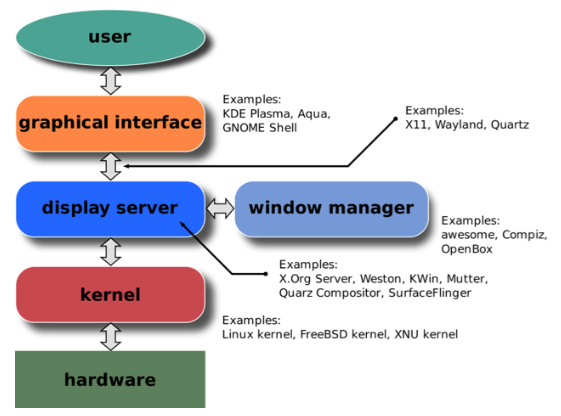 user
graphical interface
Examples:
KDE Plasma, Aqua,
GNOME Shell
Examples:
X11, Wayland, Quartz
display server
window manager
Examples:
awesome, Compiz,
OpenBox
Examples:
X.Org Server, Weston, KWin, Mutter,
Quarz Compositor, SurfaceFlinger
kernel
Examples:
Linux kernel, FreeBSD kernel, XNU kernel
hardware